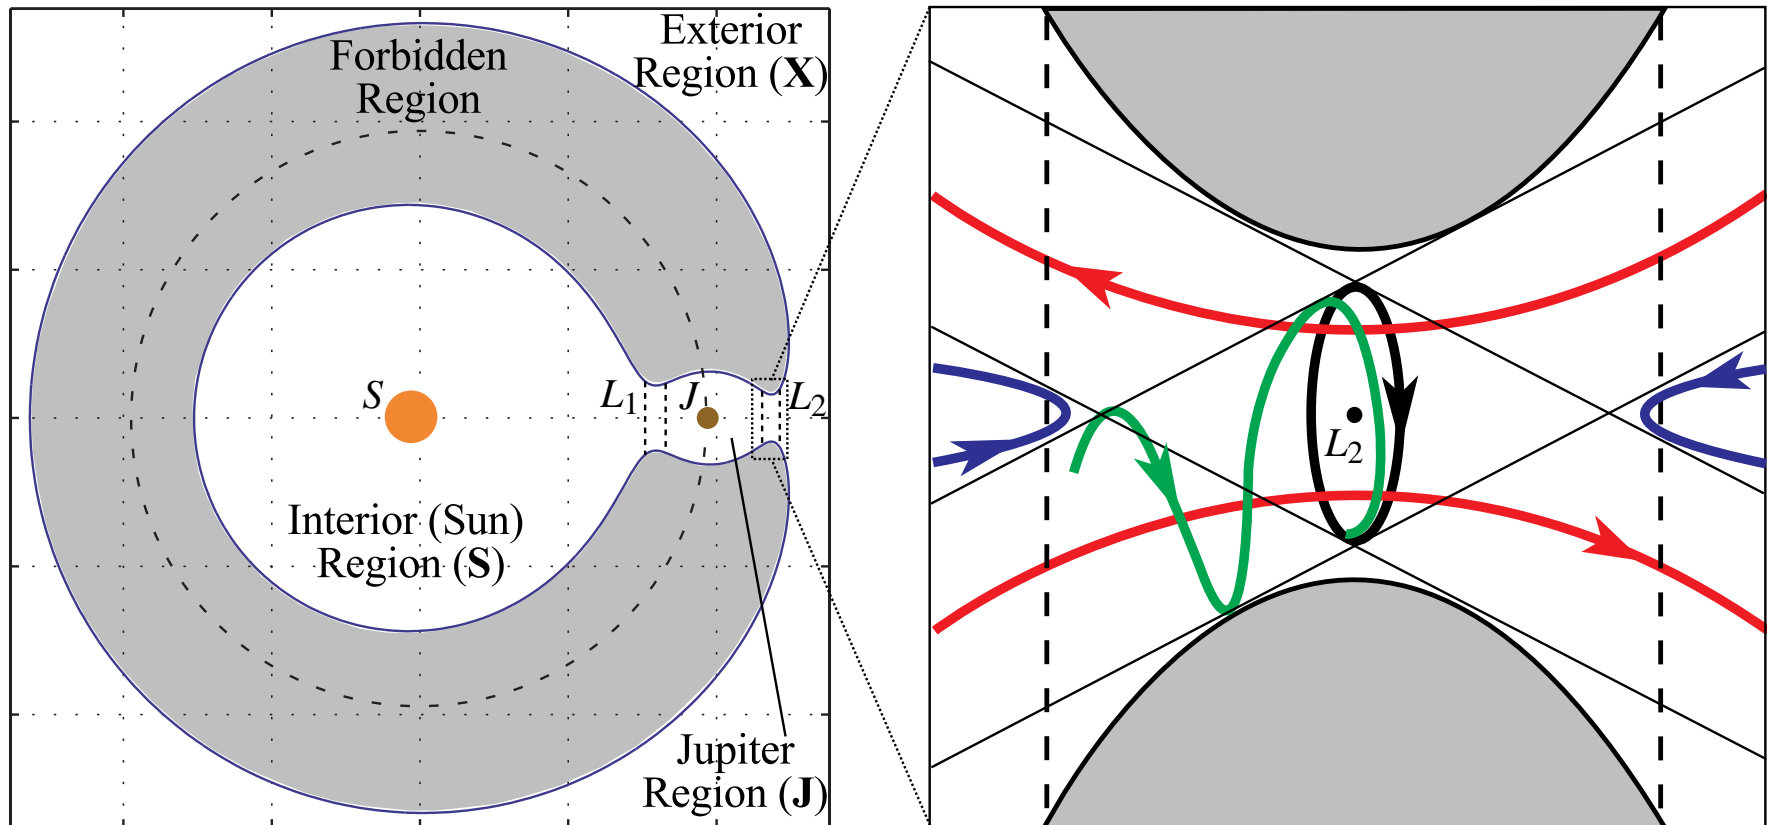 Exterior
Region (X)
Forbidden
Region
S
L1
J
L2
Interior (Sun)
Region (S)
Jupiter
Region (J)
L2